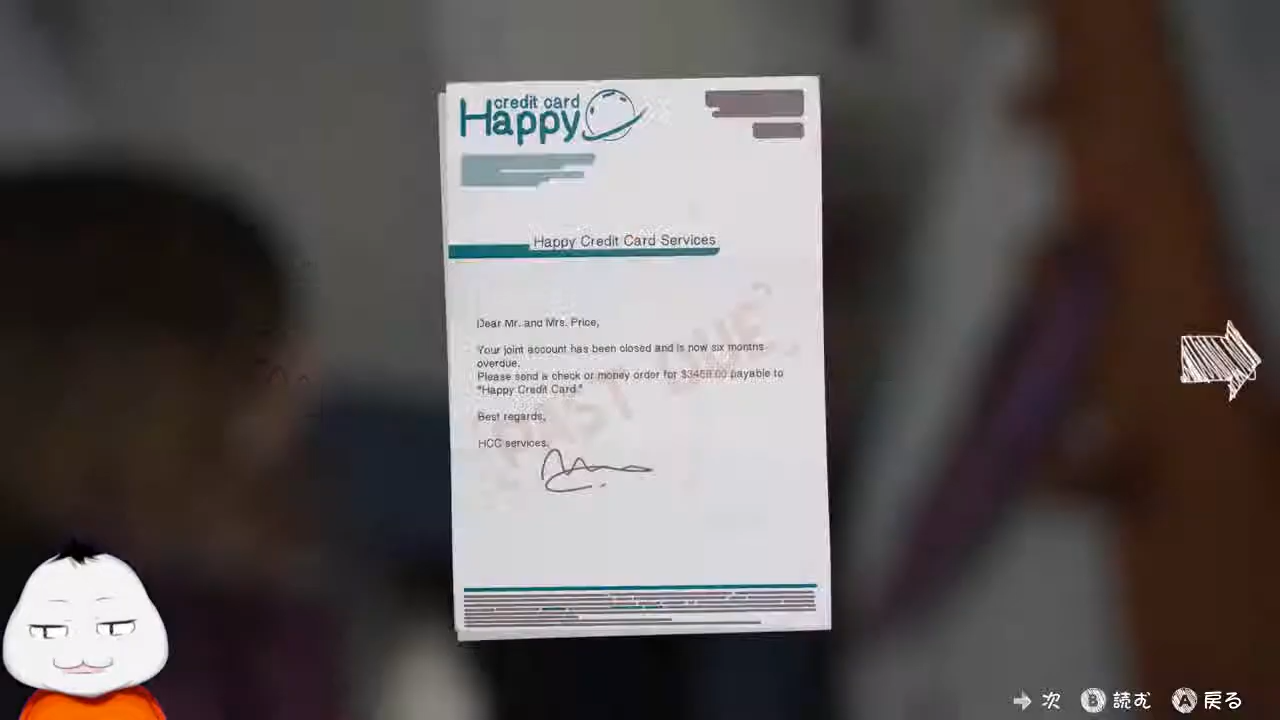 credit card
Happy
Happy Credit Card Services
Dear Mr. and Mrs. Price,
Your joint account has been closed and is now six months
overdue.
Please send a check or money order for payable to
"Happy Credit Card."
Best regards,
HCC services.
PAST DUE
次 B 読む A 戻る